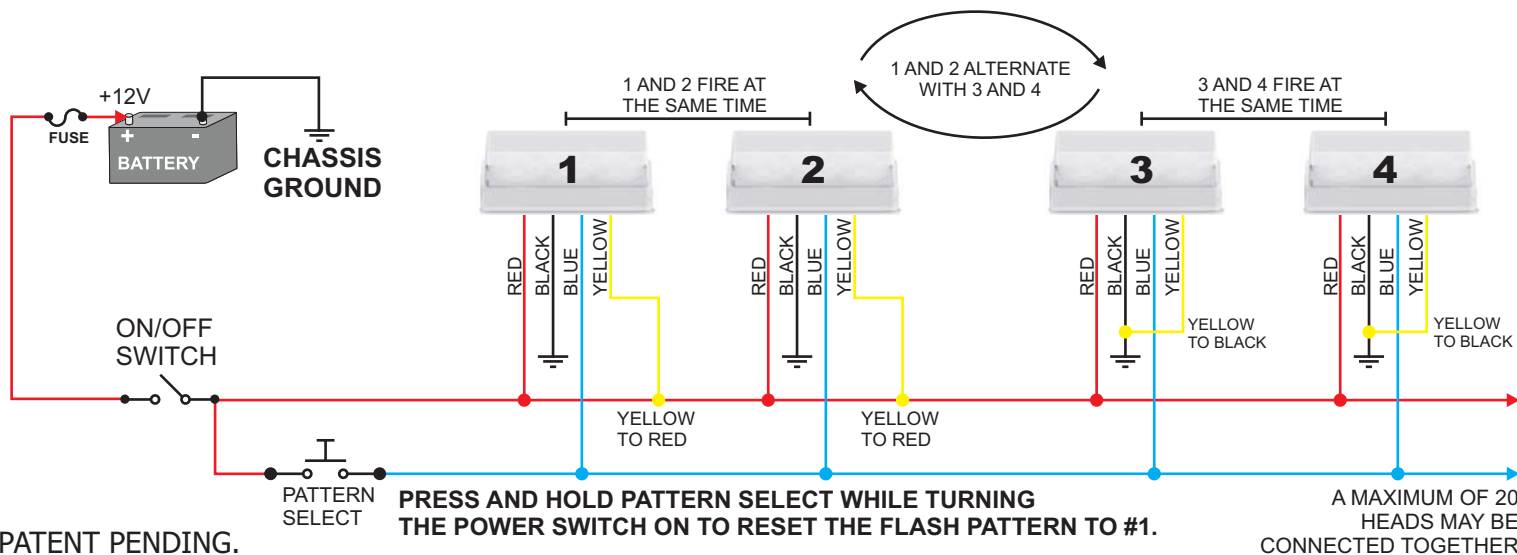 +12V
FUSE
+ -
BATTERY
CHASSIS
GROUND
1 AND 2 FIRE AT
THE SAME TIME
1 AND 2 ALTERNATE
WITH 3 AND 4
3 AND 4 FIRE AT
THE SAME TIME
1
2
3
4
RED
BLACK
BLUE
YELLOW
RED
BLACK
BLUE
YELLOW
RED
BLACK
BLUE
YELLOW
RED
BLACK
BLUE
YELLOW
YELLOW
TO BLACK
YELLOW
TO BLACK
ON/OFF
SWITCH
YELLOW
TO RED
YELLOW
TO RED
PATTERN
SELECT
PRESS AND HOLD PATTERN SELECT WHILE TURNING
THE POWER SWITCH ON TO RESET THE FLASH PATTERN TO #1.
A MAXIMUM OF 20
HEADS MAY BE
CONNECTED TOGETHER
PATENT PENDING.